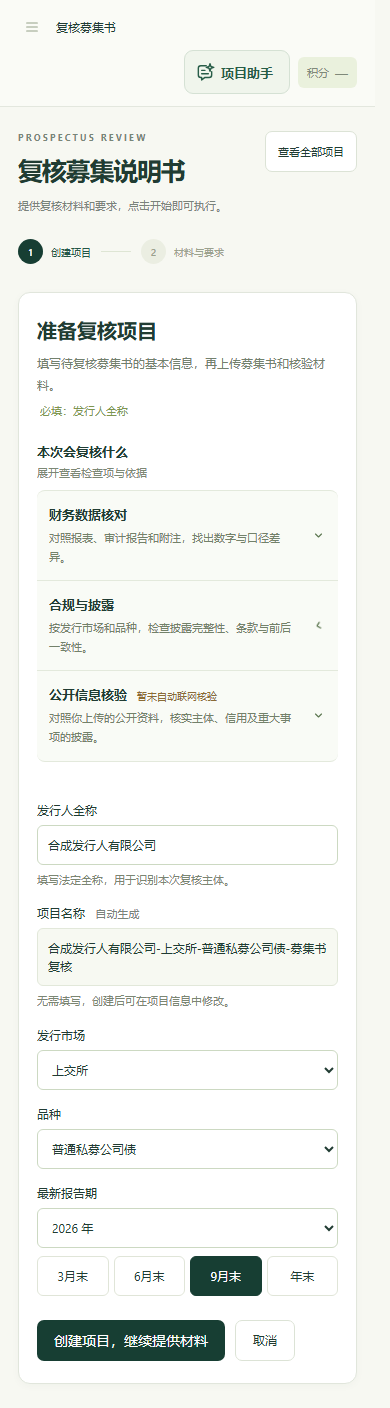 复核募集书
项目助手
积分 —
PROSPECTUS REVIEW
复核募集说明书
查看全部项目
提供复核材料和要求，点击开始即可执行。
1 创建项目
2 材料与要求
准备复核项目
填写待复核募集书的基本信息，再上传募集书和核验材
料。
必填：发行人全称
本次会复核什么
展开查看检查项与依据
财务数据核对
对照报表、审计报告和附注，找出数字与口径差
异。
合规与披露
按发行市场和品种，检查披露完整性、条款与前后
一致性。
公开信息核验 暂未自动联网核验
对照你上传的公开资料，核实主体、信用及重大事
项的披露。
发行人全称
合成发行人有限公司
填写法定全称，用于识别本次复核主体。
项目名称 自动生成
合成发行人有限公司-上交所-普通私募公司债-募集书
复核
无需填写，创建后可在项目信息中修改。
发行市场
上交所
品种
普通私募公司债
最新报告期
2026 年
3月末 6月末 9月末 年末
创建项目，继续提供材料 取消